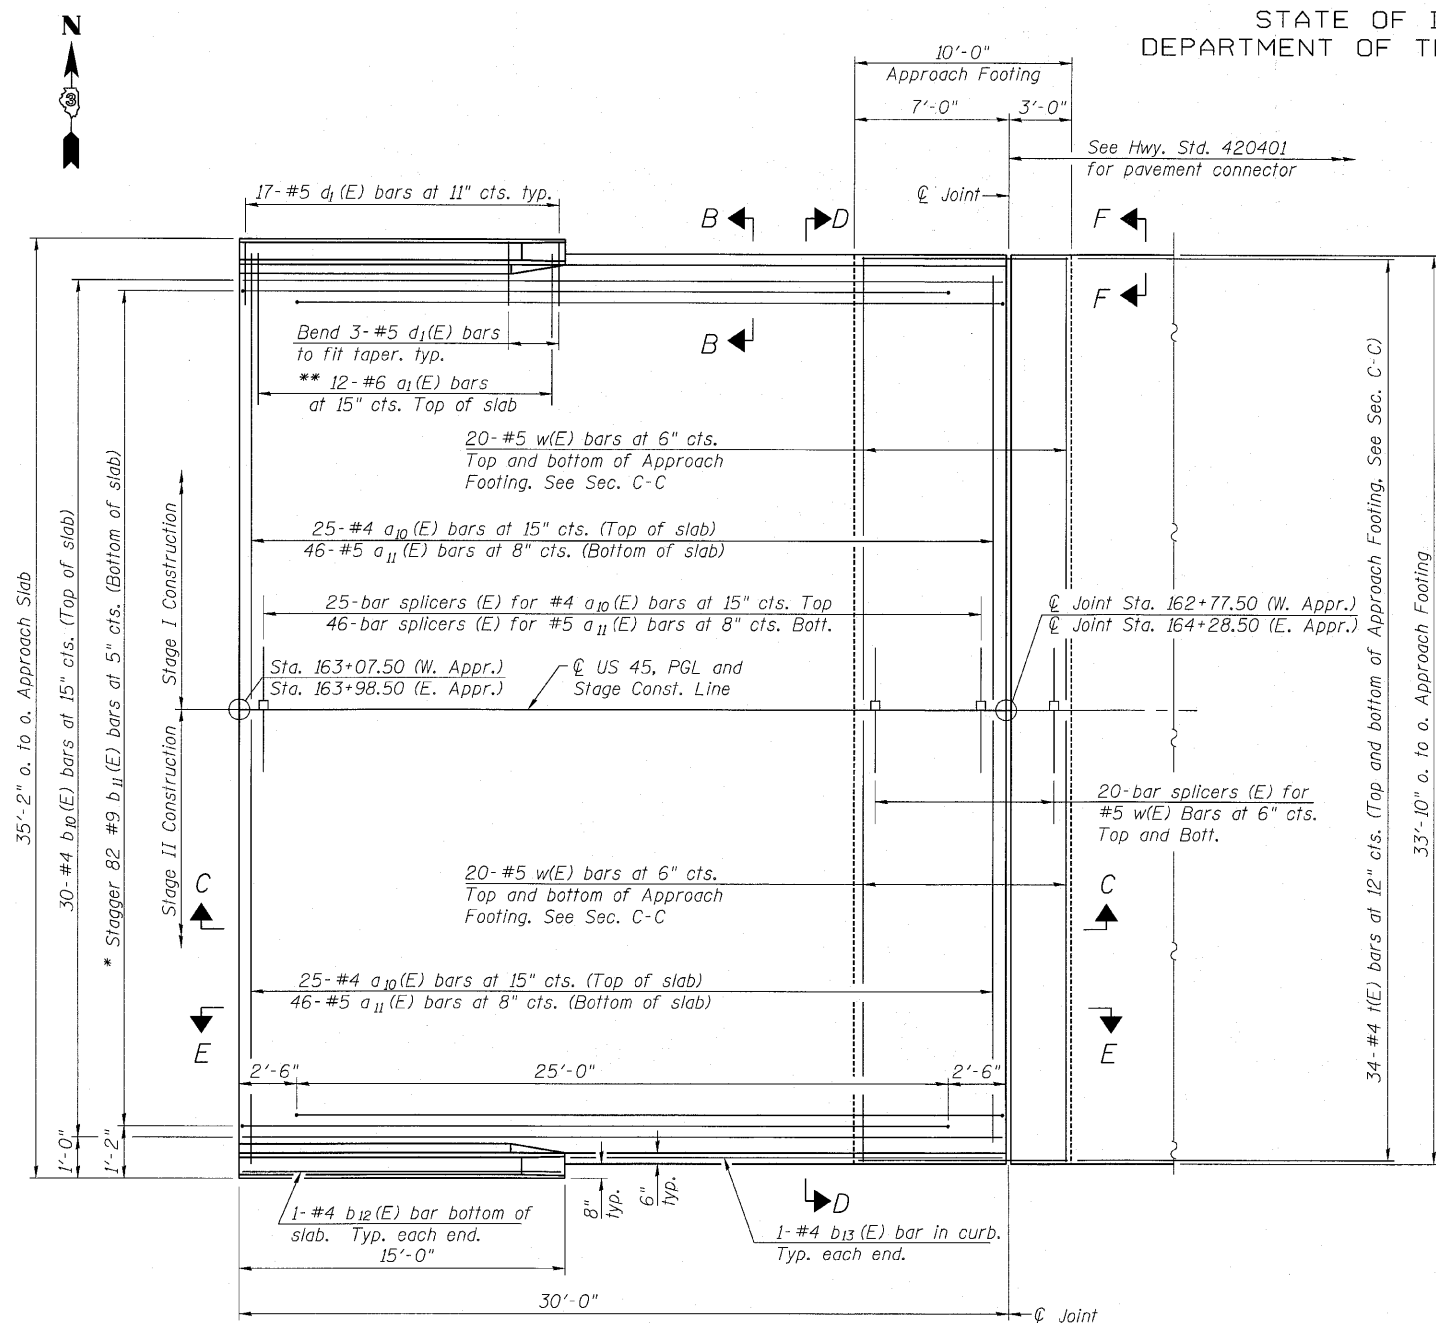 STATE OF I
DEPARTMENT OF T
N
10'-0"
Approach Footing
7'-0"
3'-0"
See Hwy. Std. 420401
for pavement connector
℄ Joint
17-#5 d1(E) bars at 11" cts. typ.
B
D
F
F
B
Bend 3-#5 d1(E) bars
to fit taper. typ.
** 12-#6 a1(E) bars
at 15" cts. Top of slab
20-#5 w(E) bars at 6" cts.
Top and bottom of Approach
Footing. See Sec. C-C
25-#4 a10(E) bars at 15" cts. (Top of slab)
46-#5 a11(E) bars at 8" cts. (Bottom of slab)
25-bar splicers (E) for #4 a10(E) bars at 15" cts. Top
46-bar splicers (E) for #5 a11(E) bars at 8" cts. Bott.
℄ Joint Sta. 162+77.50 (W. Appr.)
℄ Joint Sta. 164+28.50 (E. Appr.)
Sta. 163+07.50 (W. Appr.)
Sta. 163+98.50 (E. Appr.)
℄ US 45, PGL and
Stage Const. Line
35'-2" o. to o. Approach Slab
30-#4 b10(E) bars at 15" cts. (Top of slab)
* Stagger 82 #9 b11(E) bars at 5" cts. (Bottom of slab)
Stage I Construction
Stage II Construction
34-#4 t(E) bars at 12" cts. (Top and bottom of Approach Footing. See Sec. C-C)
33'-10" o. to o. Approach Footing
20-bar splicers (E) for
#5 w(E) Bars at 6" cts.
Top and Bott.
20-#5 w(E) bars at 6" cts.
Top and bottom of Approach
Footing. See Sec. C-C
C
C
25-#4 a10(E) bars at 15" cts. (Top of slab)
46-#5 a11(E) bars at 8" cts. (Bottom of slab)
E
E
2'-6"
25'-0"
2'-6"
1'-0"
1'-2"
8"
typ.
6"
typ.
D
1-#4 b12(E) bar bottom of
slab. Typ. each end.
15'-0"
1-#4 b13(E) bar in curb.
Typ. each end.
30'-0"
℄ Joint